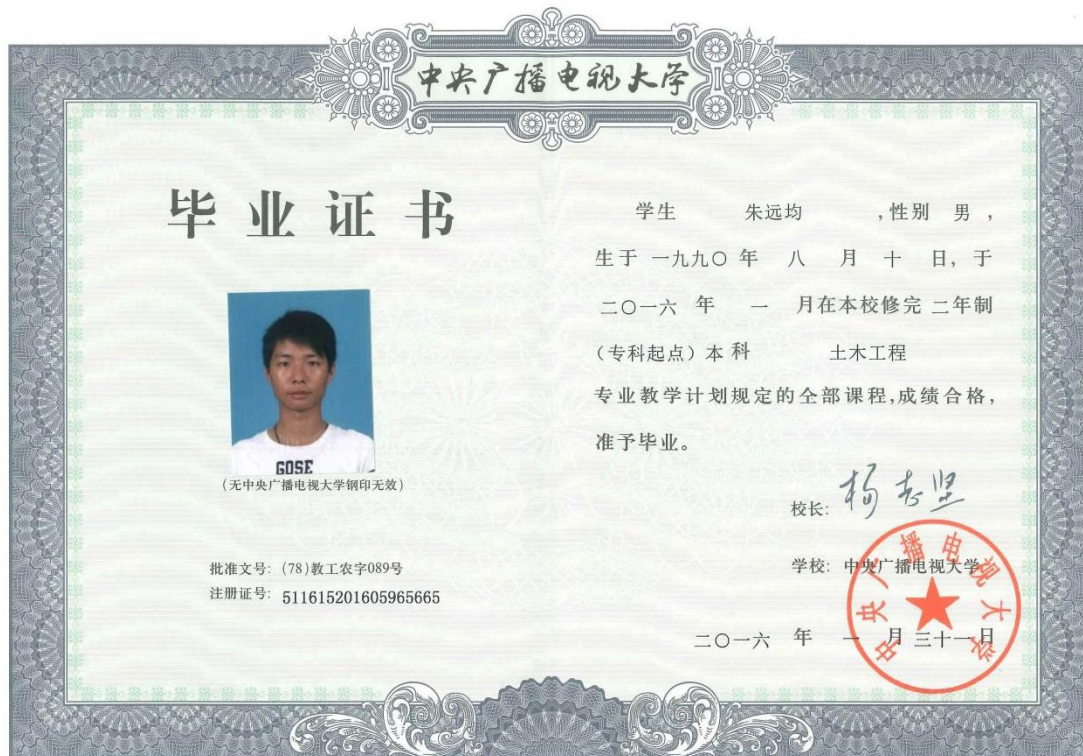 中央广播电视大学
毕业证书
GOSE
(无中央广播电视大学钢印无效)
批准文号: (78)教工农字089号
注册证号: 511615201605965665
学生 朱远均 ,性别 男 ,
生于 一九九〇 年 八 月 十 日, 于
二〇一六 年 一 月在本校修完 二年制
(专科起点) 本 科 土木工程
专业教学计划规定的全部课程,成绩合格,
准予毕业。
校长: 杨志坚
学校: 中央广播电视大学
中央广播电视大学
二〇一六 年 一 月 三十一 日